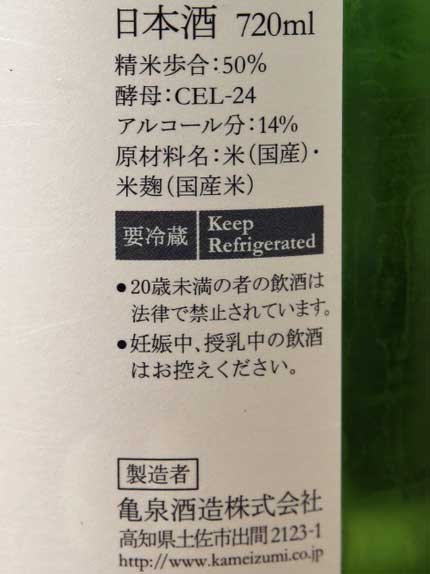 日本酒 720ml
精米歩合:50%
酵母:CEL-24
アルコール分:14%
原材料名:米(国産)・
米麹(国産米)
要冷蔵 Keep Refrigerated
●20歳未満の者の飲酒は
法律で禁止されています。
●妊娠中、授乳中の飲酒
はお控えください。
製造者
亀泉酒造株式会社
高知県土佐市出間2123-1
http://www.kameizumi.co.jp